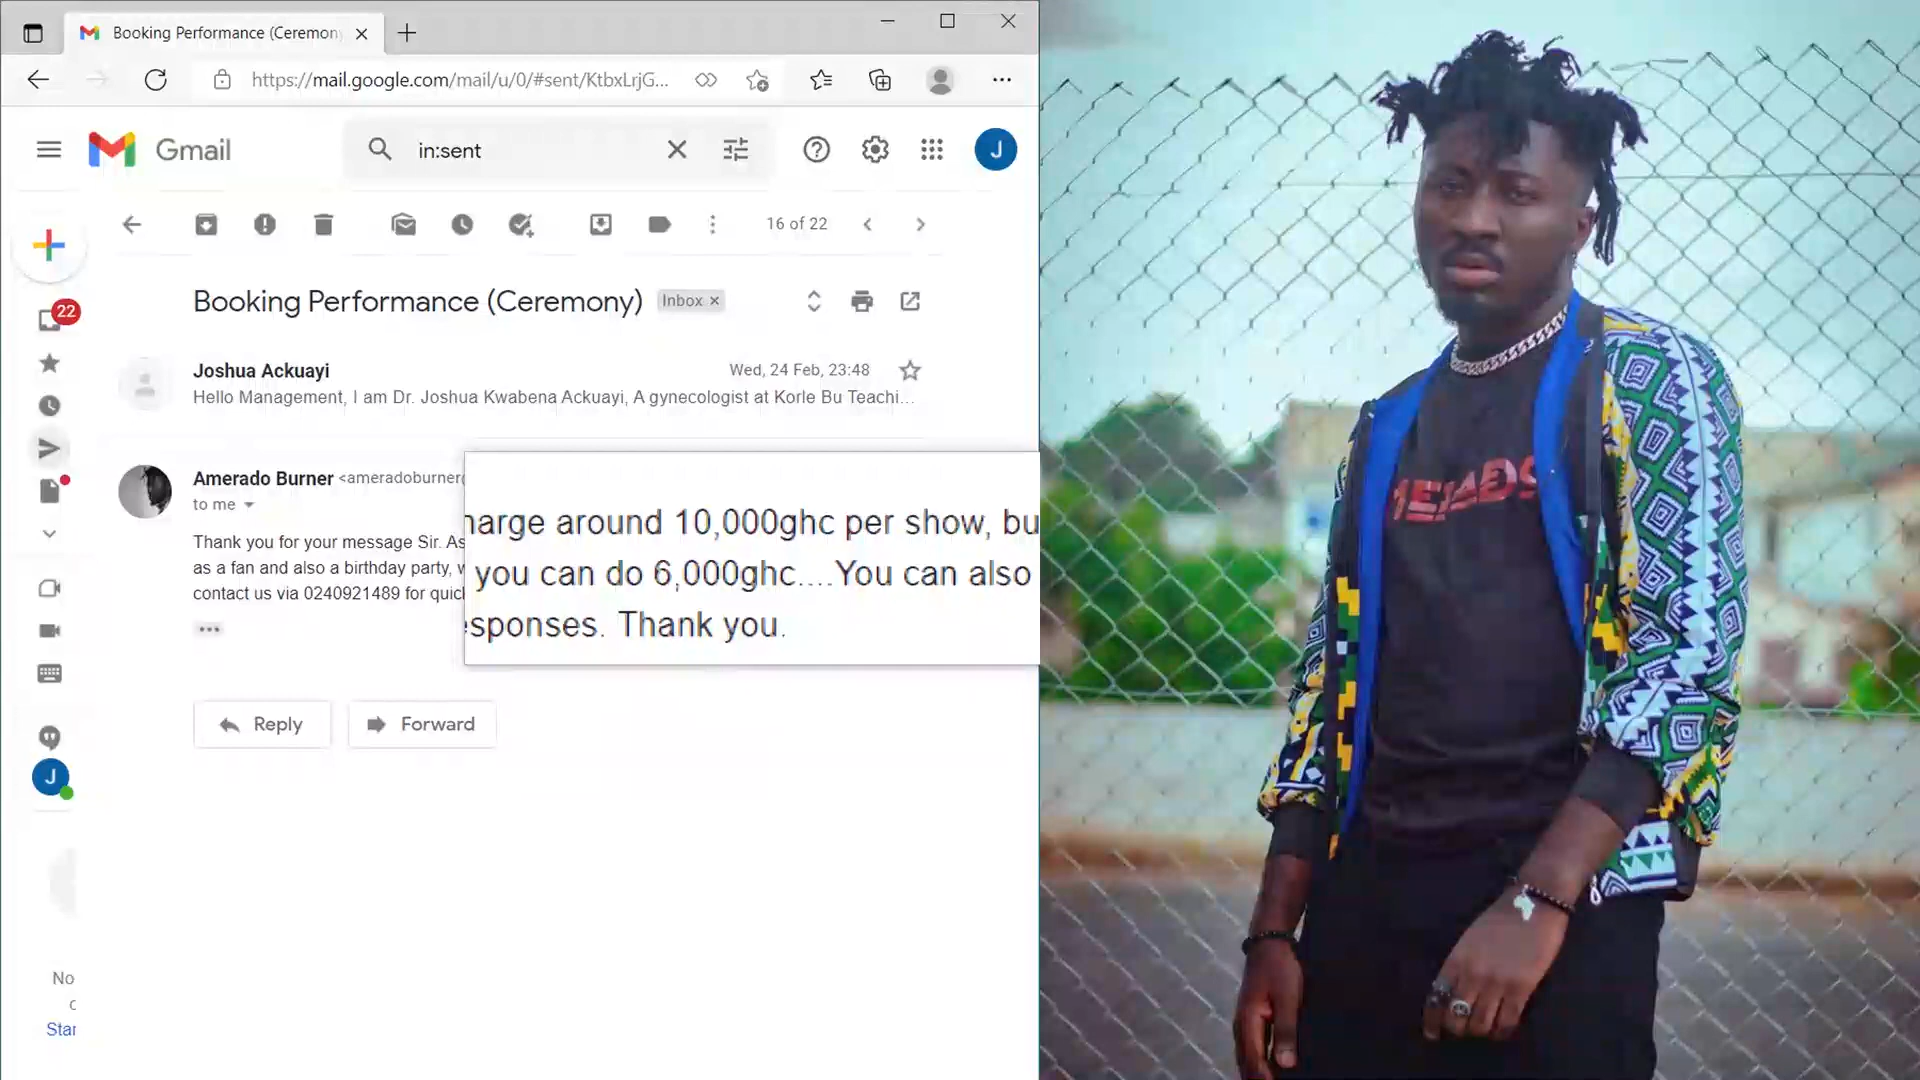 Booking Performance (Ceremon
https://mail.google.com/mail/u/0/#sent/KtbxLrjG...
Gmail
in:sent
J
16 of 22
22
Booking Performance (Ceremony)
Inbox ×
Joshua Ackuayi
Wed, 24 Feb, 23:48
Hello Management, I am Dr. Joshua Kwabena Ackuayi, A gynecologist at Korle Bu Teachi...
Amerado Burner <ameradoburner
to me
Thank you for your message Sir. As
as a fan and also a birthday party, w
contact us via 0240921489 for quick
harge around 10,000ghc per show, bu
you can do 6,000ghc....You can also
sponses. Thank you.
Reply
Forward
J
No
Star